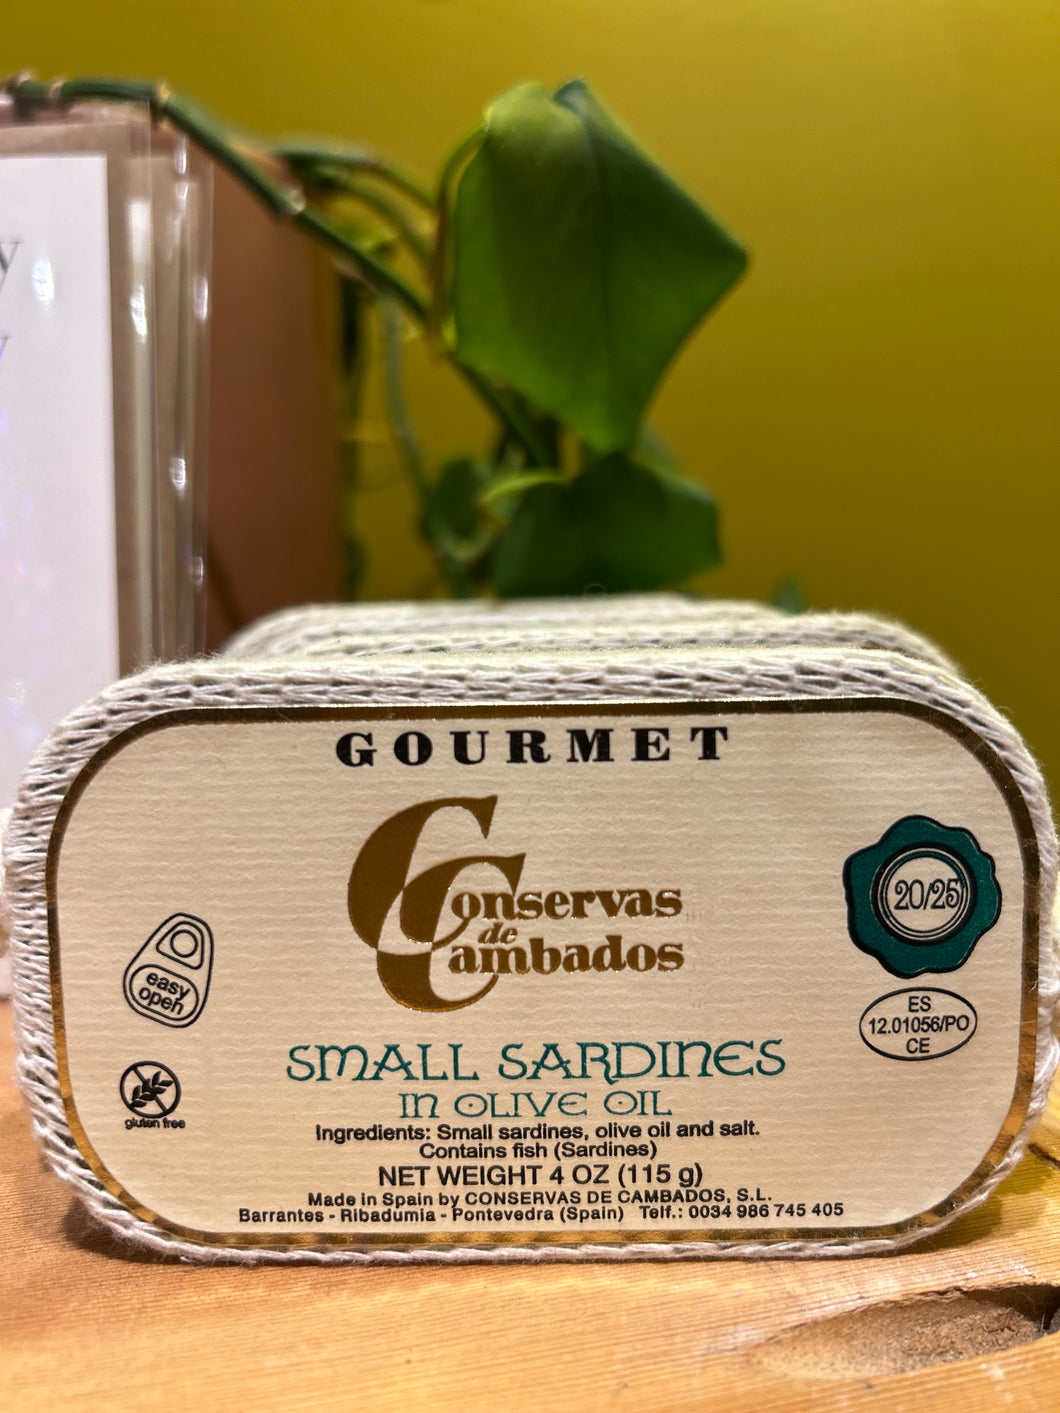 GOURMET
Conservas
de
Cambados
20/25
easy
open
ES
12.01056/PO
CE
gluten free
SMALL SARDINES
IN OLIVE OIL
Ingredients: Small sardines, olive oil and salt.
Contains fish (Sardines)
NET WEIGHT 4 OZ (115 g)
Made in Spain by CONSERVAS DE CAMBADOS, S.L.
Barrantes - Ribadumia - Pontevedra (Spain) Telf.: 0034 986 745 405